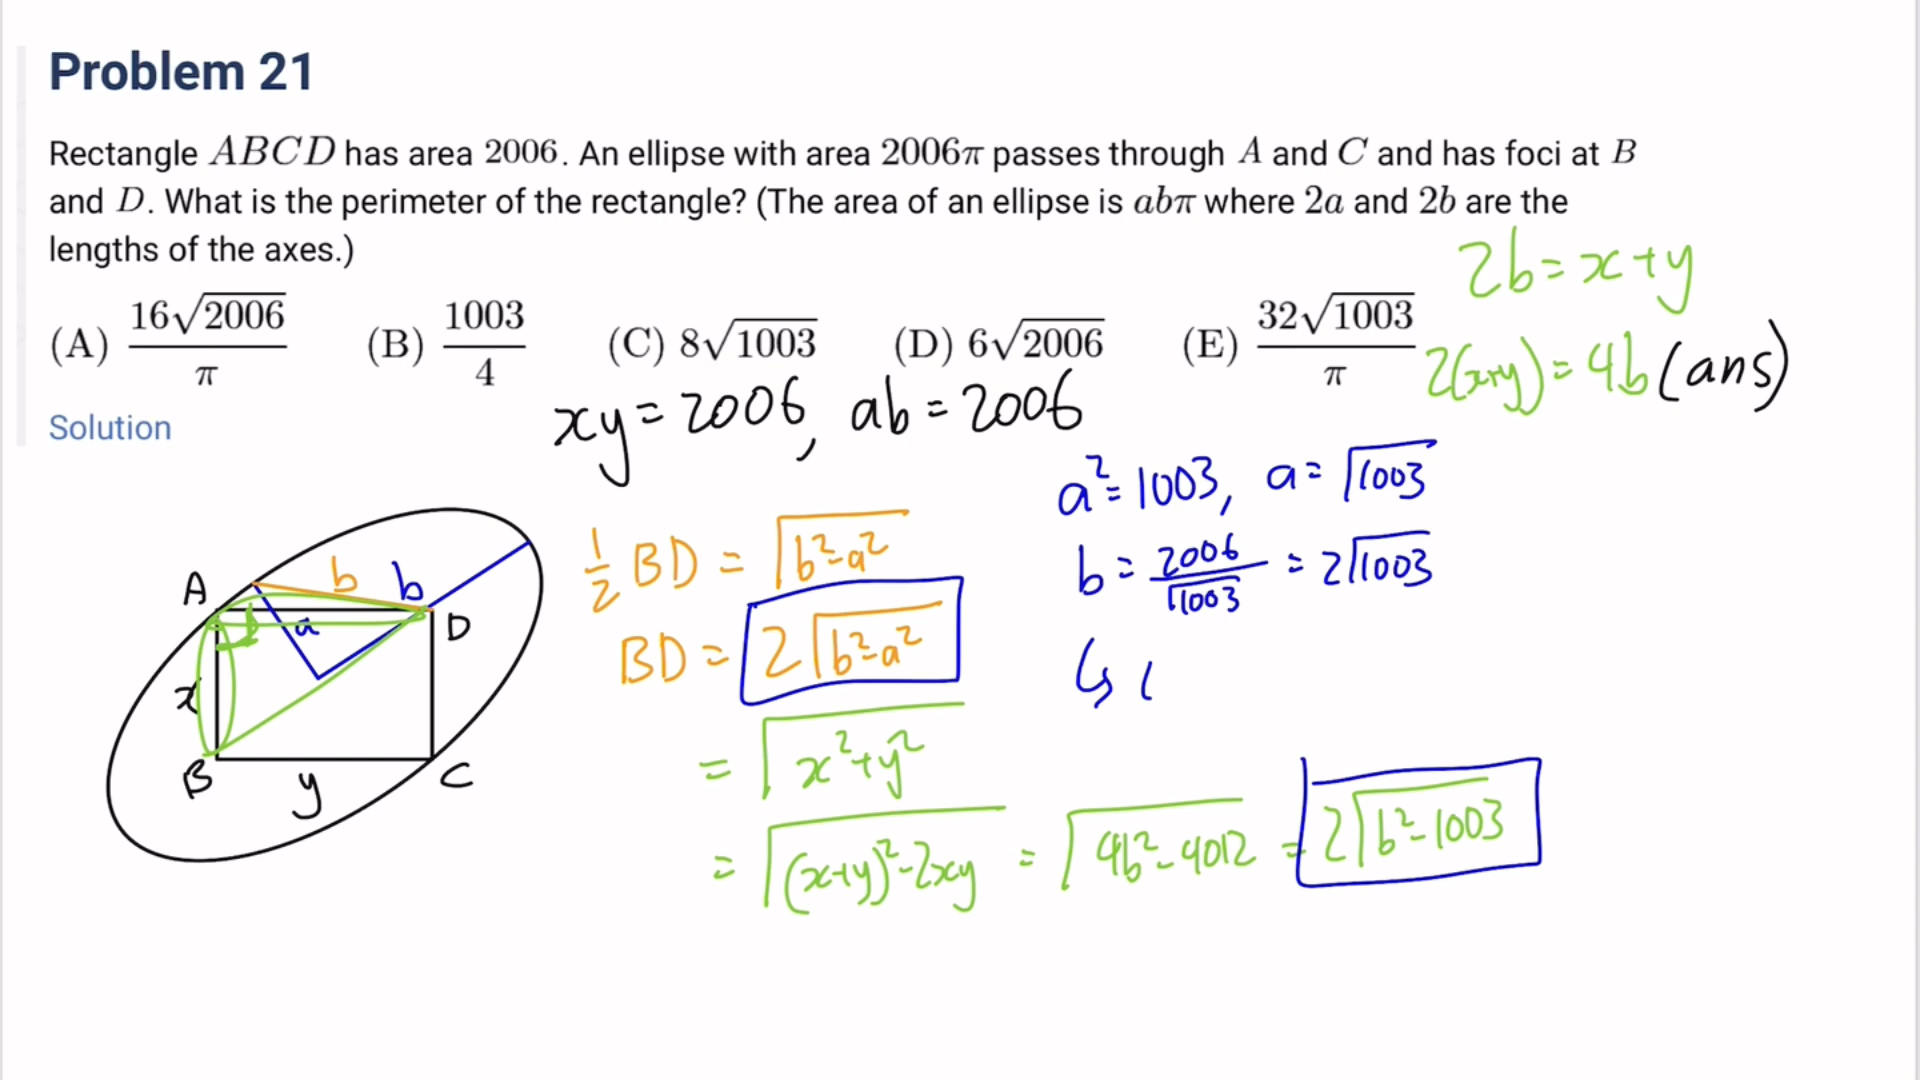 Problem 21
Rectangle ABCD has area 2006. An ellipse with area 2006π passes through A and C and has foci at B
and D. What is the perimeter of the rectangle? (The area of an ellipse is abπ where 2a and 2b are the
lengths of the axes.)
(A) 16√2006/π (B) 1003/4 (C) 8√1003 (D) 6√2006 (E) 32√1003/π
2b = x+y
2(x+y) = 4b (ans)
Solution
xy = 2006, ab = 2006
a² = 1003, a = √1003
b = 2006/√1003 = 2√1003
½ BD = √b²-a²
BD = 2√b²-a²
= √x²+y²
= √(x+y)²-2xy = √4b²-4012 = 2√b²-1003
A
b
b
a
D
x
B
y
C